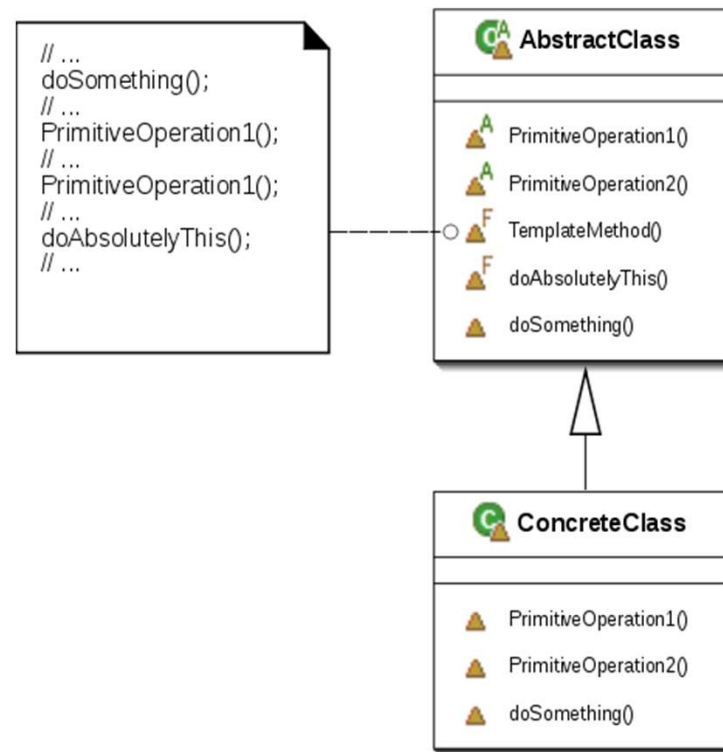 // ...
doSomething();
// ...
PrimitiveOperation1();
// ...
PrimitiveOperation1();
// ...
doAbsolutelyThis();
// ...
C A AbstractClass
A PrimitiveOperation1()
A PrimitiveOperation2()
F TemplateMethod()
F doAbsolutelyThis()
doSomething()
C ConcreteClass
PrimitiveOperation1()
PrimitiveOperation2()
doSomething()